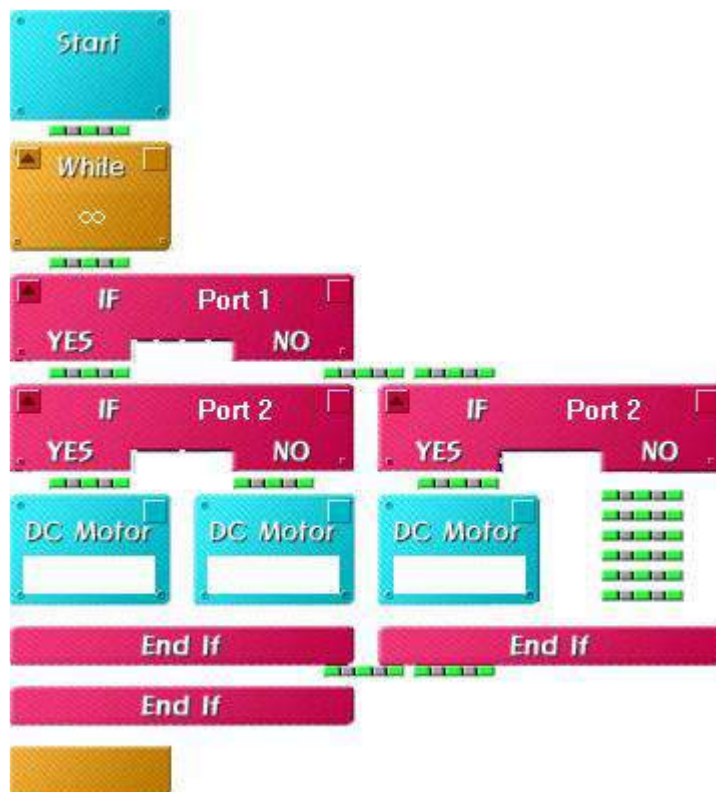 Start
While
∞
IF Port 1
YES NO
IF Port 2 IF Port 2
YES NO YES NO
DC Motor DC Motor DC Motor
End If End If
End If